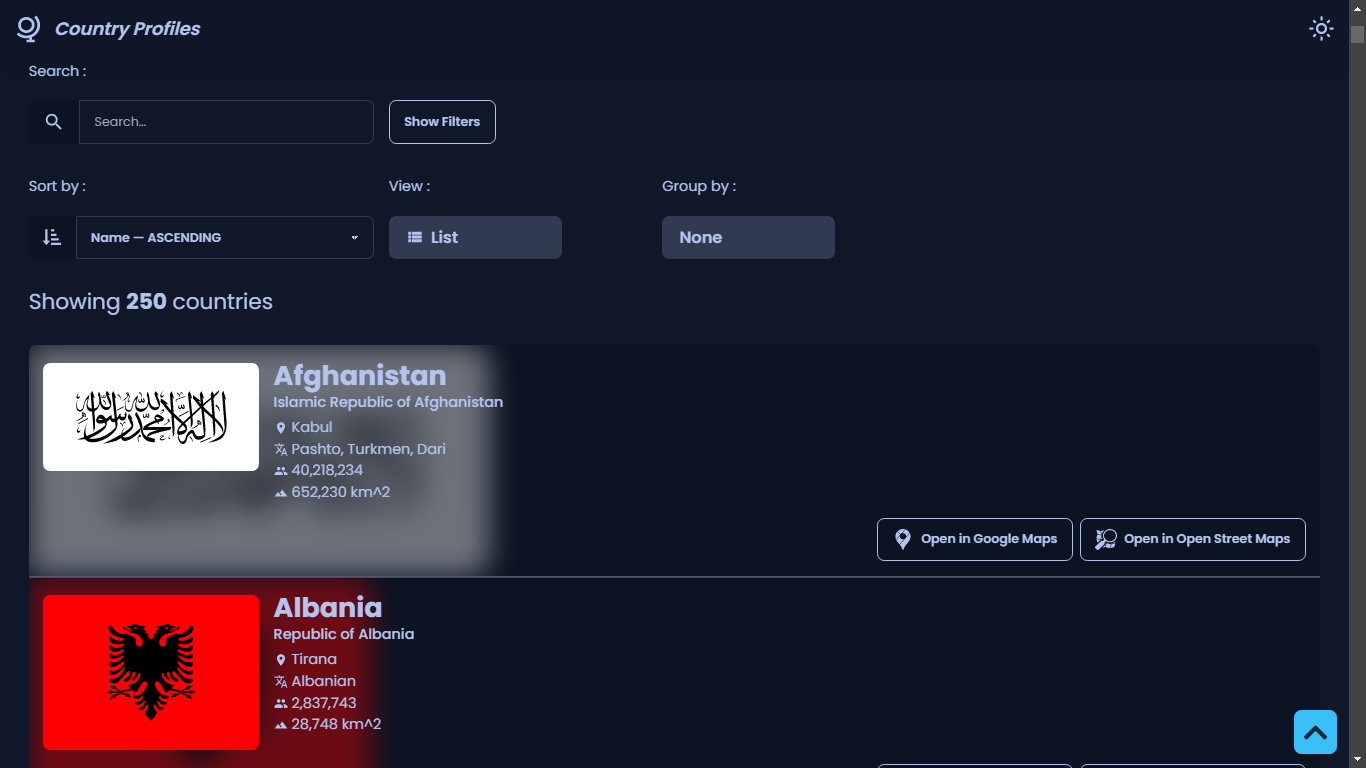 Country Profiles
Search :
Search...
Show Filters
Sort by :
View :
Group by :
Name — ASCENDING
List
None
Showing 250 countries
لا إله إلا الله محمد رسول الله
Afghanistan
Islamic Republic of Afghanistan
Kabul
Pashto, Turkmen, Dari
40,218,234
652,230 km^2
Open in Google Maps
Open in Open Street Maps
Albania
Republic of Albania
Tirana
Albanian
2,837,743
28,748 km^2